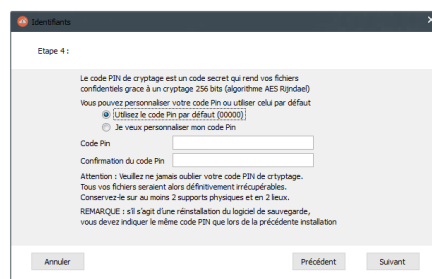 Identifiants
Etape 4 :
Le code PIN de cryptage est un code secret qui rend vos fichiers
confidentiels grace à un cryptage 256 bits (algorithme AES Rijndael)
Vous pouvez personnaliser votre code Pin ou utiliser celui par défaut
Utilisez le code Pin par défaut (00000)
Je veux personnaliser mon code Pin
Code Pin
Confirmation du code Pin
Attention : Veuillez ne jamais oublier votre code PIN de crtyptage.
Tous vos fichiers seraient alors définitivement irrécupérables.
Conservez-le sur au moins 2 supports physiques et en 2 lieux.
REMARQUE : s'il s'agit d'une réinstallation du logiciel de sauvegarde,
vous devez indiquer le même code PIN que lors de la précédente installation
Annuler
Précédent
Suivant